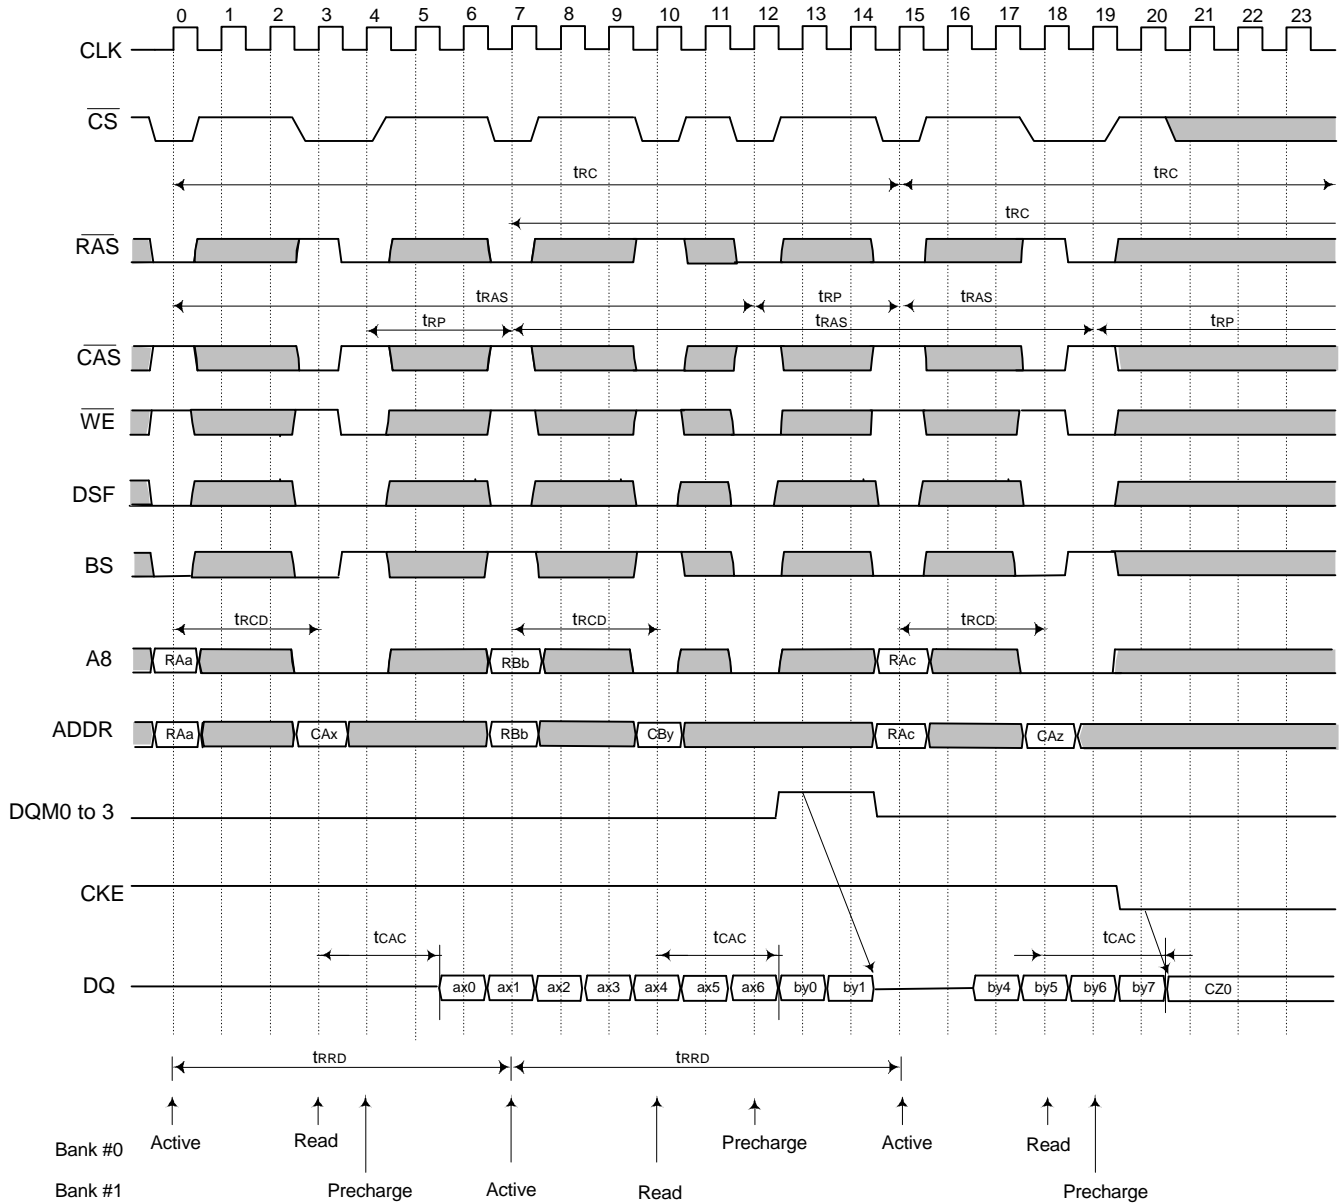 0 1 2 3 4 5 6 7 8 9 10 11 12 13 14 15 16 17 18 19 20 21 22 23
CLK
CS
tRC tRC
tRC
RAS
tRAS tRP tRAS
tRP tRAS tRP
CAS
WE
DSF
BS
tRCD tRCD tRCD
A8 RAa RBb RAc
ADDR RAa CAx RBb CBy RAc CAz
DQM0 to 3
CKE
tCAC tCAC tCAC
DQ ax0 ax1 ax2 ax3 ax4 ax5 ax6 by0 by1 by4 by5 by6 by7 CZ0
tRRD tRRD
Bank #0 Active Read Precharge Active Read
Bank #1 Precharge Active Read Precharge